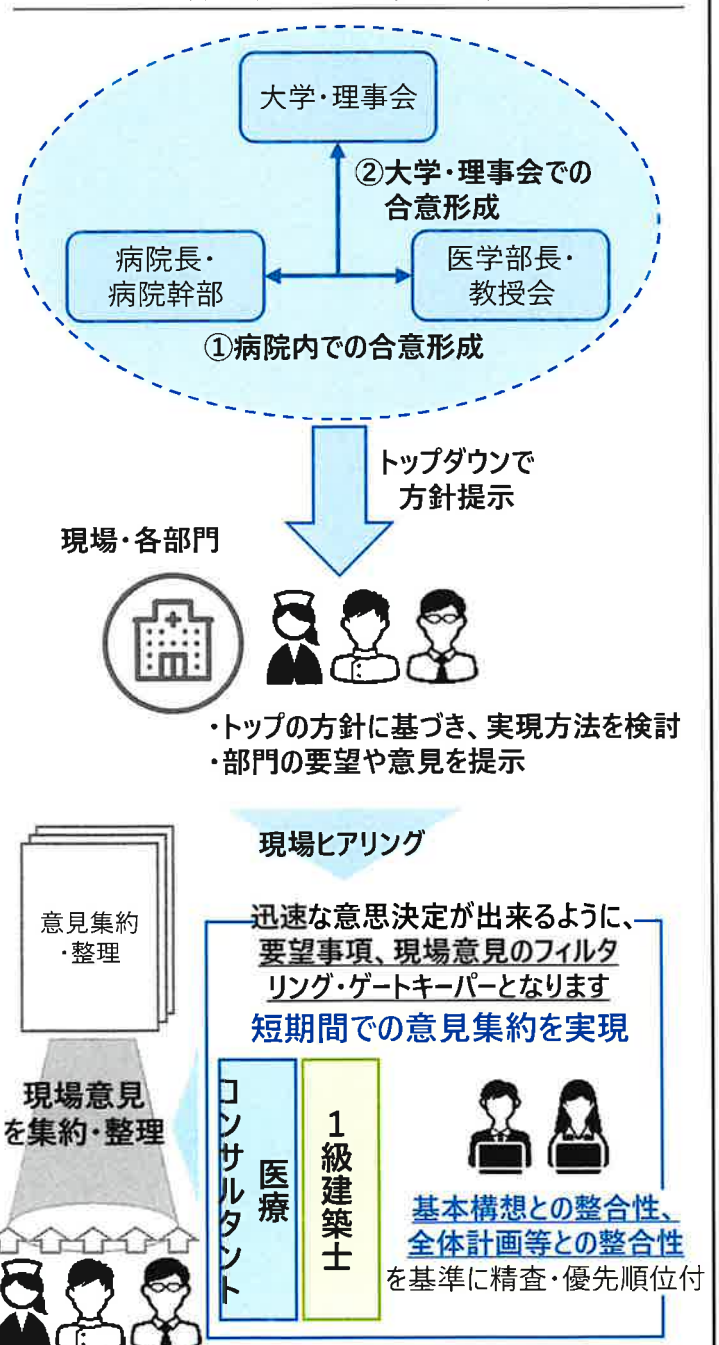 大学・理事会
②大学・理事会での
合意形成
病院長・
病院幹部
医学部長・
教授会
①病院内での合意形成
トップダウンで
方針提示
現場・各部門
・トップの方針に基づき、実現方法を検討
・部門の要望や意見を提示
現場ヒアリング
意見集約
・整理
迅速な意思決定が出来るように、
要望事項、現場意見のフィルタ
リング・ゲートキーパーとなります
短期間での意見集約を実現
現場意見
を集約・整理
医療
コンサルタント
1級建築士
基本構想との整合性、
全体計画等との整合性
を基準に精査・優先順位付